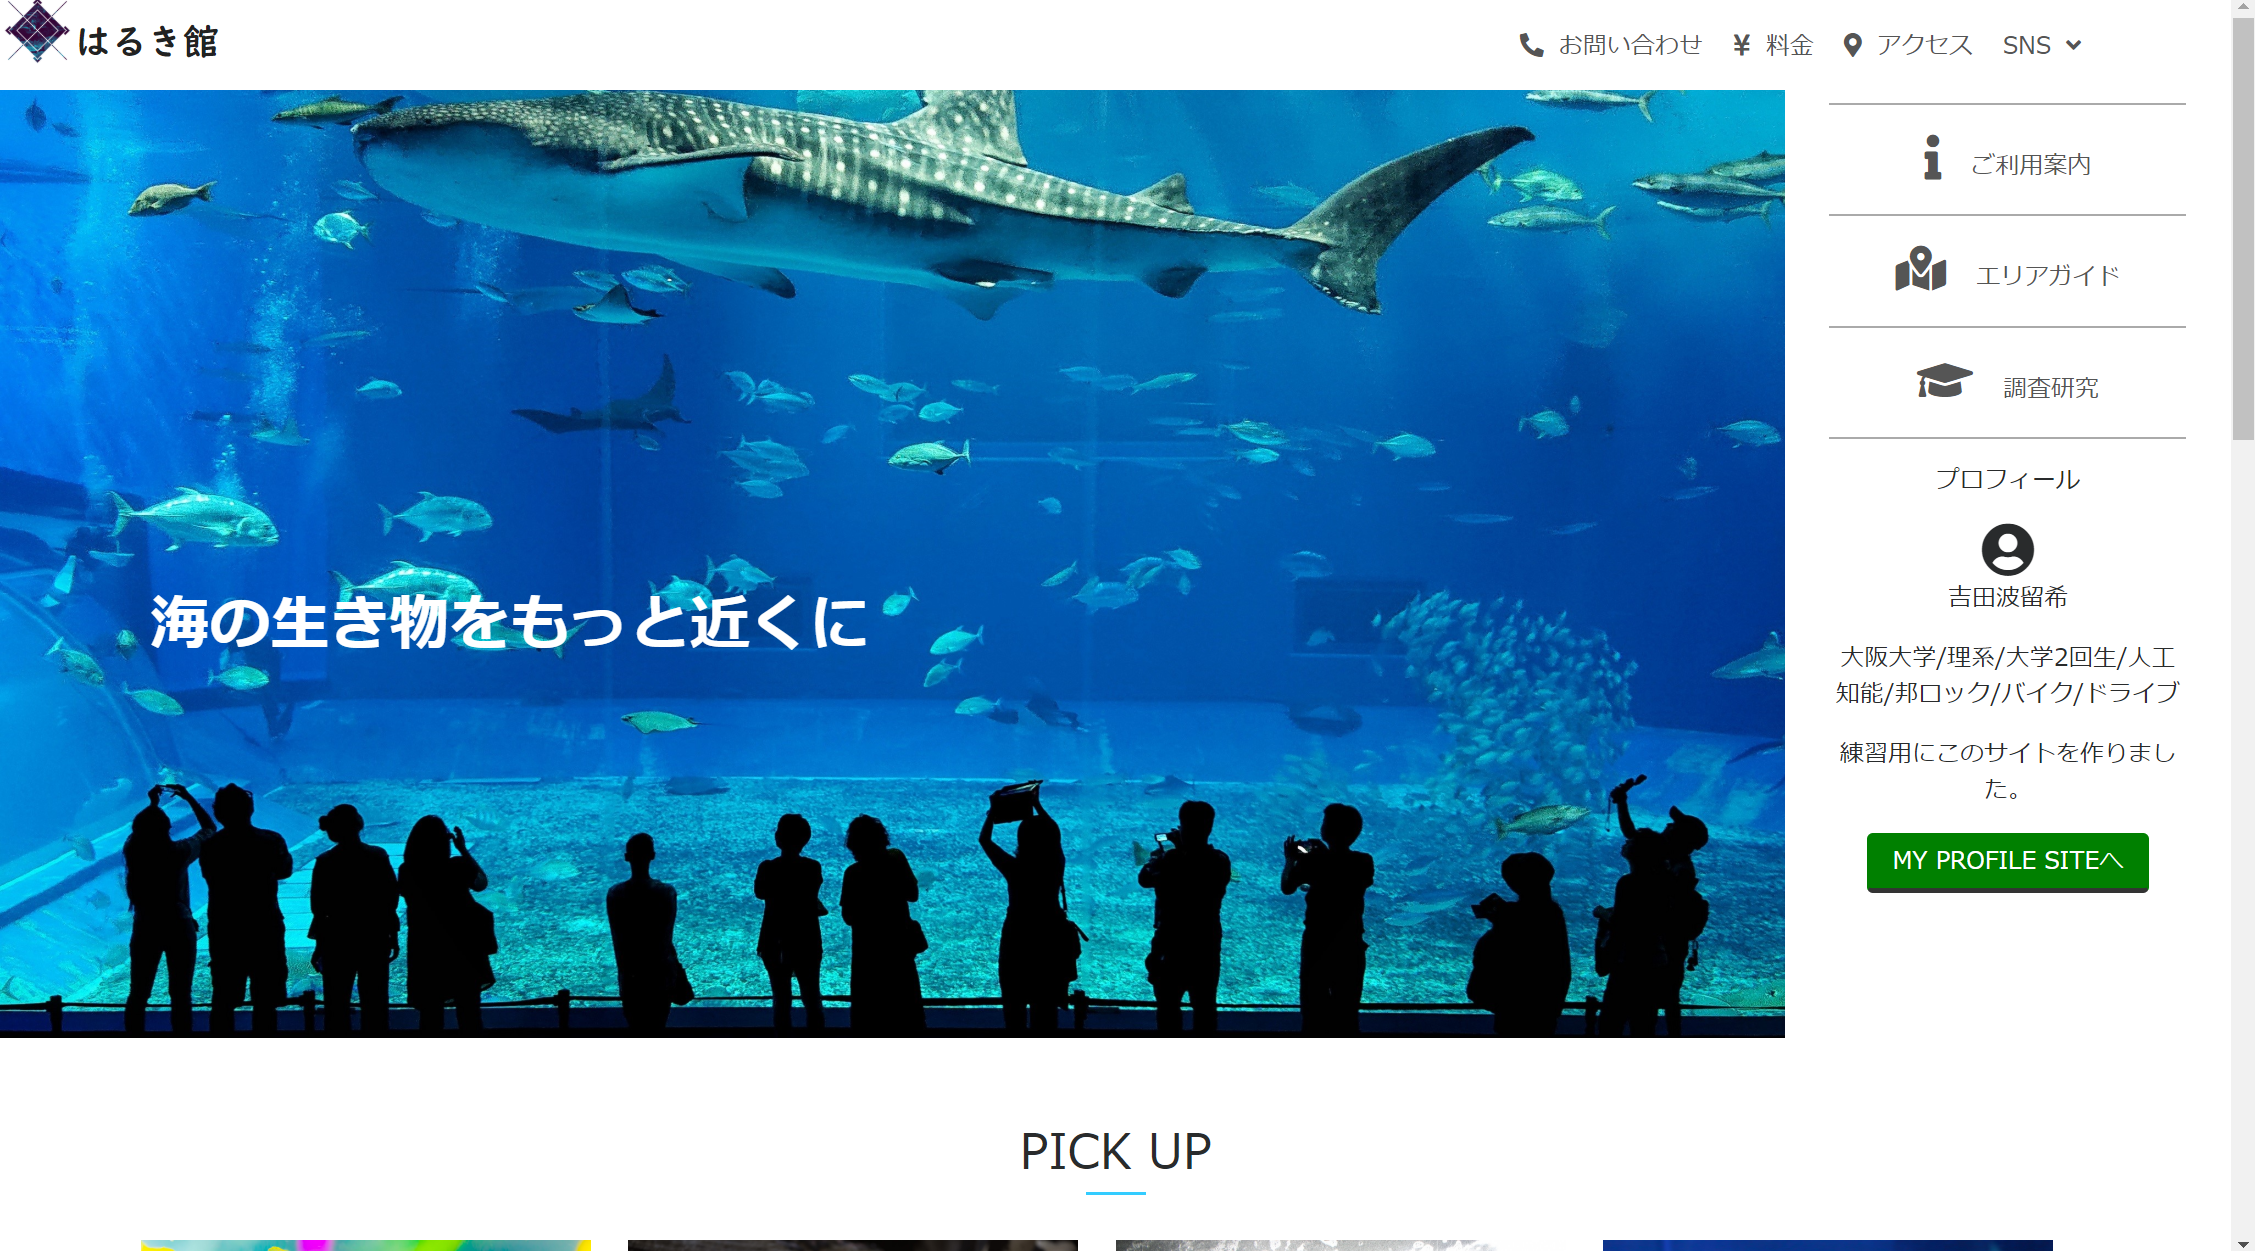 はるき館
お問い合わせ
料金
アクセス
SNS
ご利用案内
エリアガイド
調査研究
海の生き物をもっと近くに
プロフィール
吉田波留希
大阪大学/理系/大学2回生/人工
知能/邦ロック/バイク/ドライブ
練習用にこのサイトを作りまし
た。
MY PROFILE SITEへ
PICK UP